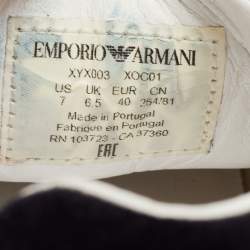 EMPORIO ARMANI
XYX003 XOC01
US UK EUR CN
7 6.5 40 254/81
Made in Portugal
Fabriqué en Portugal
RN 103723 - CA 37360
EAC